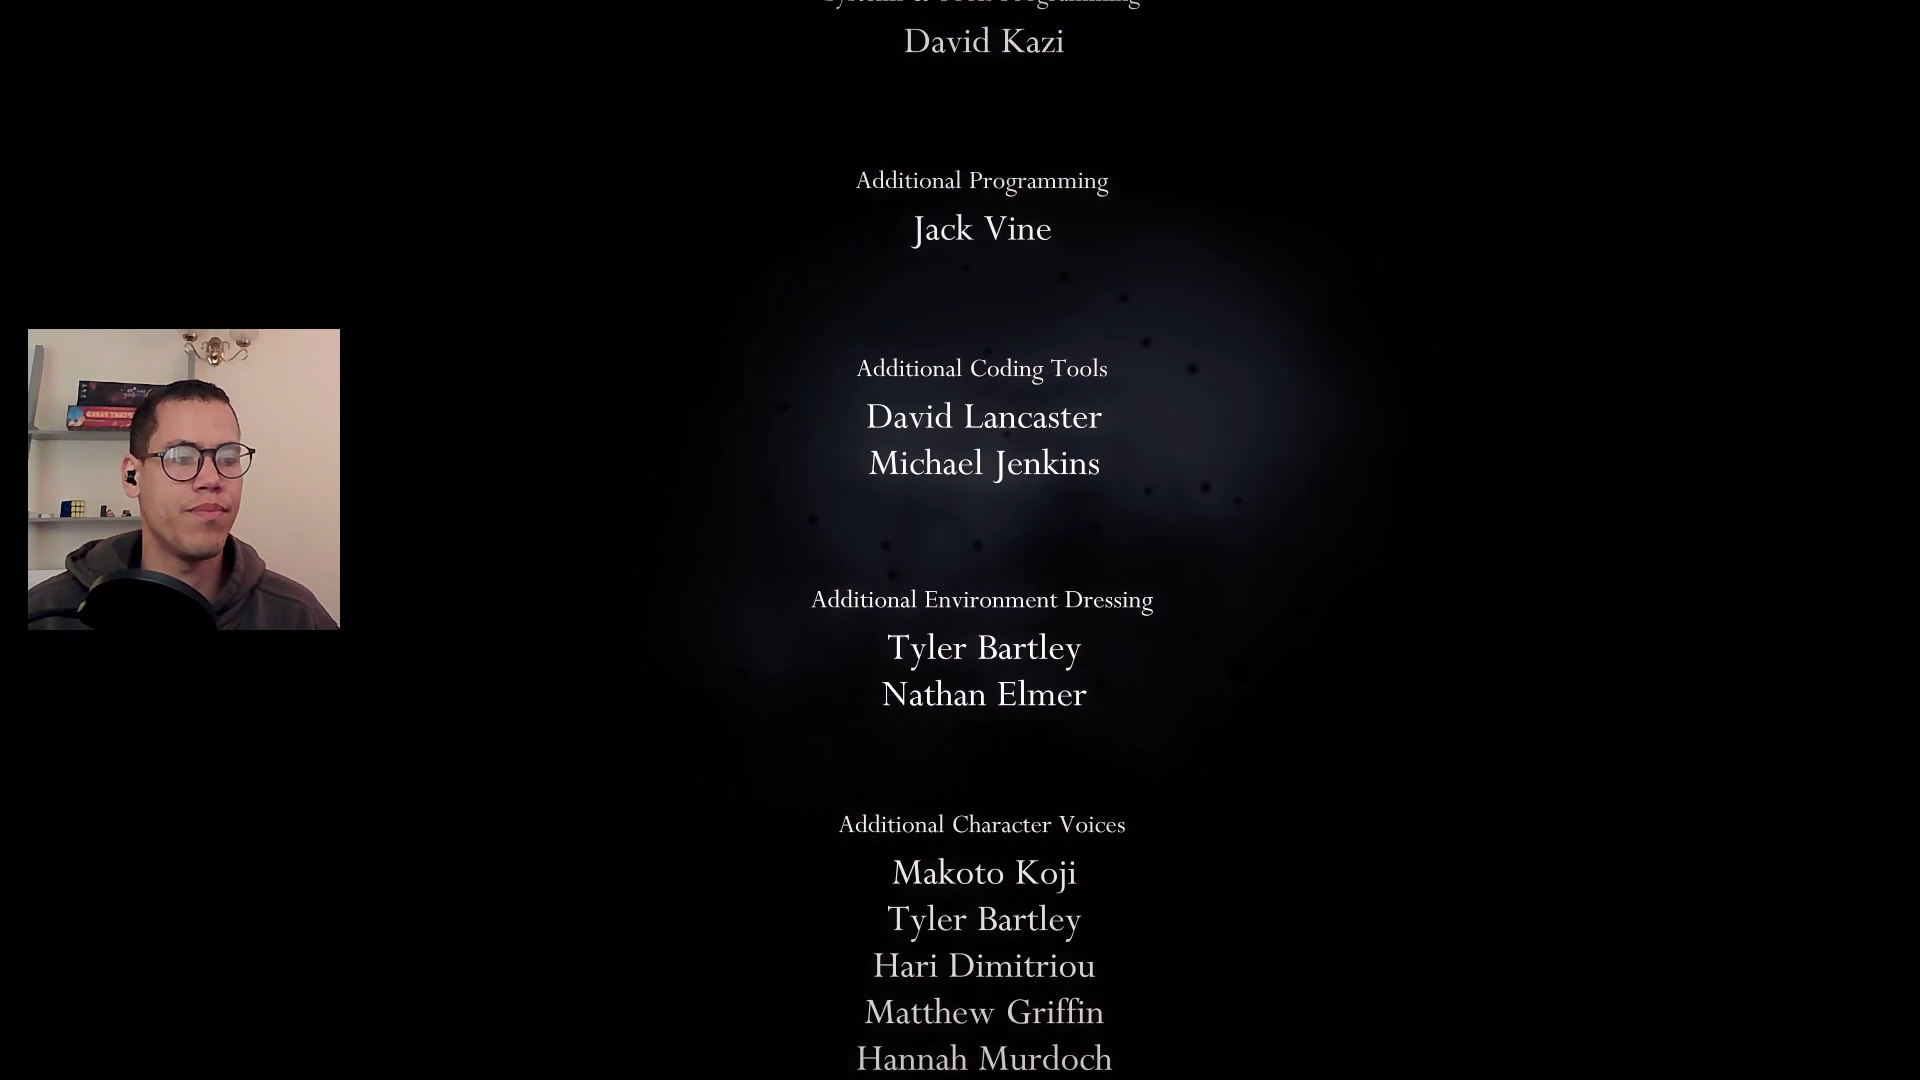 David Kazi
Additional Programming
Jack Vine
Additional Coding Tools
David Lancaster
Michael Jenkins
Additional Environment Dressing
Tyler Bartley
Nathan Elmer
Additional Character Voices
Makoto Koji
Tyler Bartley
Hari Dimitriou
Matthew Griffin
Hannah Murdoch